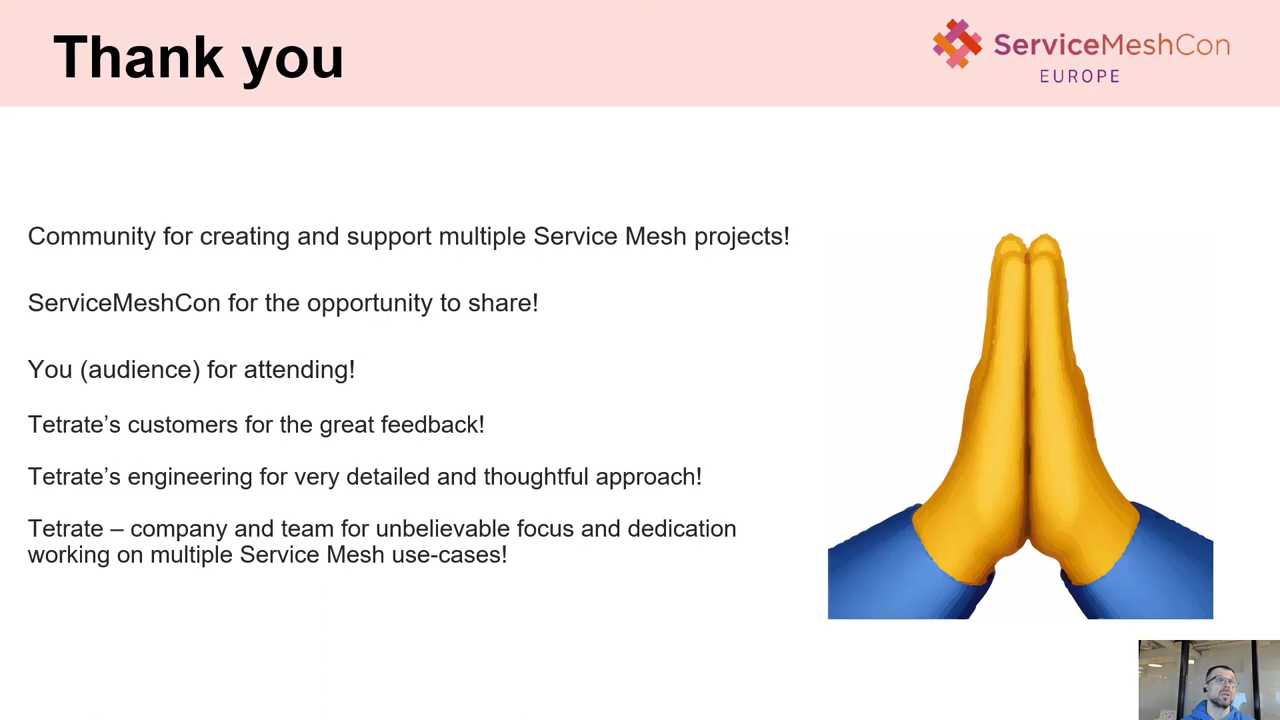 Thank you
ServiceMeshCon
EUROPE
Community for creating and support multiple Service Mesh projects!
ServiceMeshCon for the opportunity to share!
You (audience) for attending!
Tetrate’s customers for the great feedback!
Tetrate’s engineering for very detailed and thoughtful approach!
Tetrate – company and team for unbelievable focus and dedication
working on multiple Service Mesh use-cases!